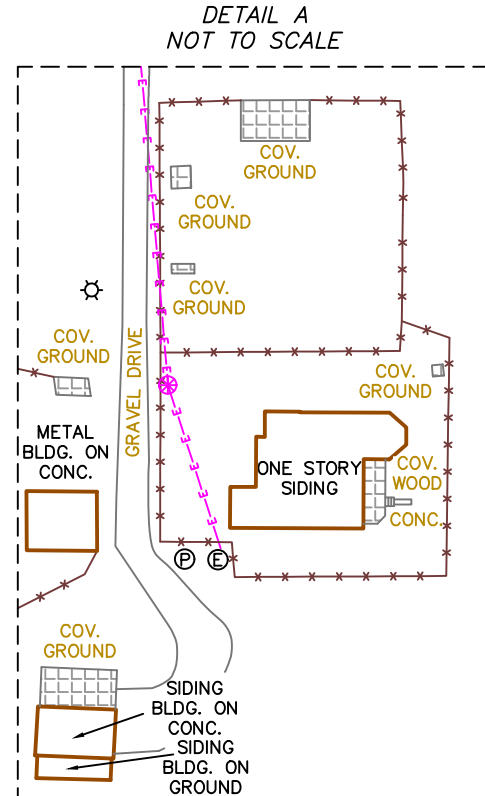 DETAIL A
NOT TO SCALE
COV.
GROUND
COV.
GROUND
COV.
GROUND
COV.
GROUND
GRAVEL DRIVE
COV.
GROUND
METAL
BLDG. ON
CONC.
ONE STORY
SIDING
COV.
WOOD
CONC.
E
E
E
E
E
E
E
E
E
E
E
P
E
COV.
GROUND
SIDING
BLDG. ON
CONC.
SIDING
BLDG. ON
GROUND